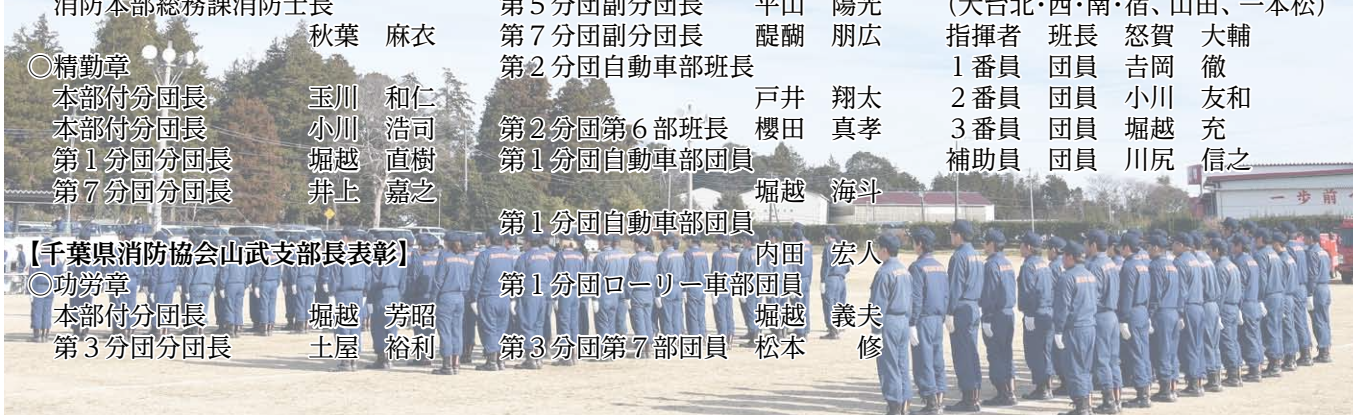 消防本部総務課消防士長
秋葉　麻衣
○精勤章
本部付分団長　玉川　和仁
本部付分団長　小川　浩司
第１分団分団長　堀越　直樹
第７分団分団長　井上　嘉之
【千葉県消防協会山武支部長表彰】
○功労章
本部付分団長　堀越　芳昭
第３分団分団長　土屋　裕利
第５分団副分団長　平山　陽光
第７分団副分団長　醍醐　朋広
第２分団自動車部班長
戸井　翔太
第２分団第６部班長　櫻田　真孝
第１分団自動車部団員
堀越　海斗
第１分団自動車部団員
内田　宏人
第１分団ローリー車部団員
堀越　義夫
第３分団第７部団員　松本　修
（大台北・西・南・宿、山田、一本松）
指揮者　班長　怒賀　大輔
１番員　団員　𠮷岡　徹
２番員　団員　小川　友和
３番員　団員　堀越　充
補助員　団員　川尻　信之
一歩前